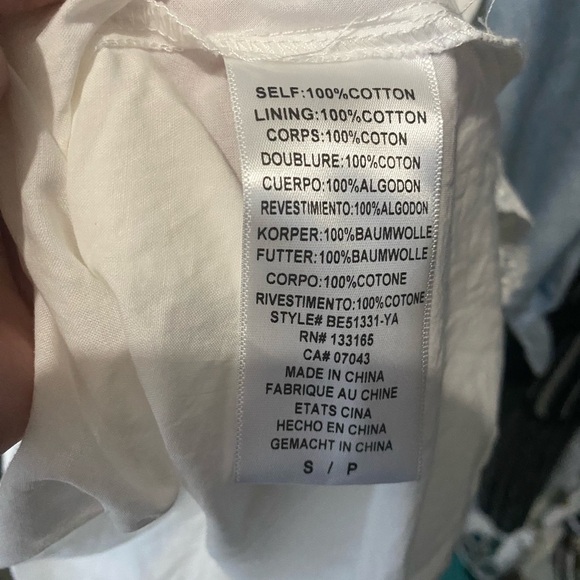 SELF:100%COTTON
LINING:100%COTTON
CORPS:100%COTON
DOUBLURE:100%COTON
CUERPO:100%ALGODON
REVESTIMIENTO:100%ALGODON
KORPER:100%BAUMWOLLE
FUTTER:100%BAUMWOLLE
CORPO:100%COTONE
RIVESTIMENTO:100%COTONE
STYLE# BE51331-YA
RN# 133165
CA# 07043
MADE IN CHINA
FABRIQUE AU CHINE
ETATS CINA
HECHO EN CHINA
GEMACHT IN CHINA
S / P